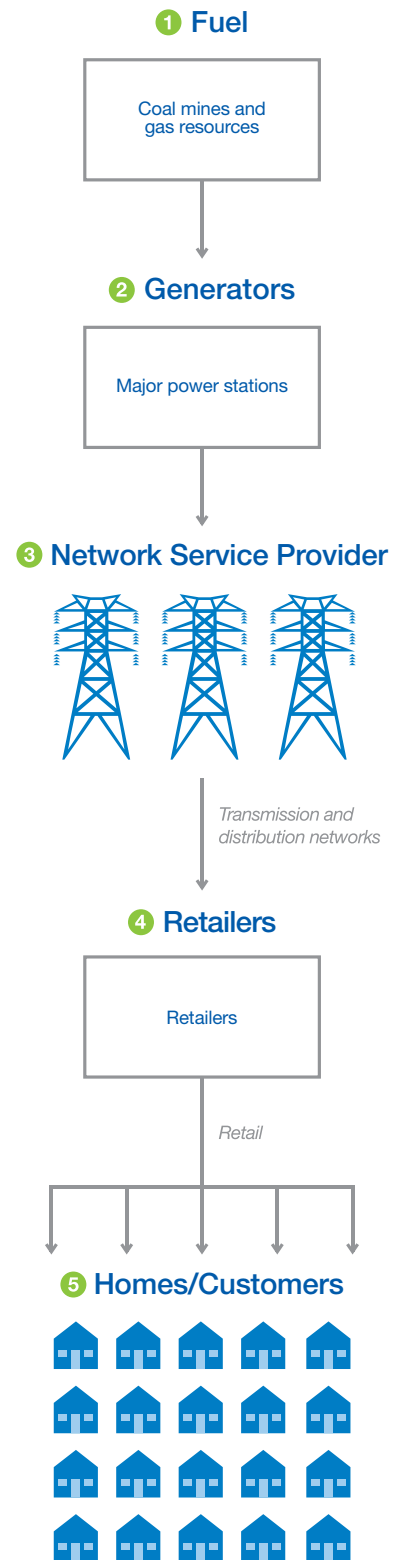 1 Fuel
Coal mines and
gas resources
2 Generators
Major power stations
3 Network Service Provider
Transmission and
distribution networks
4 Retailers
Retailers
Retail
5 Homes/Customers